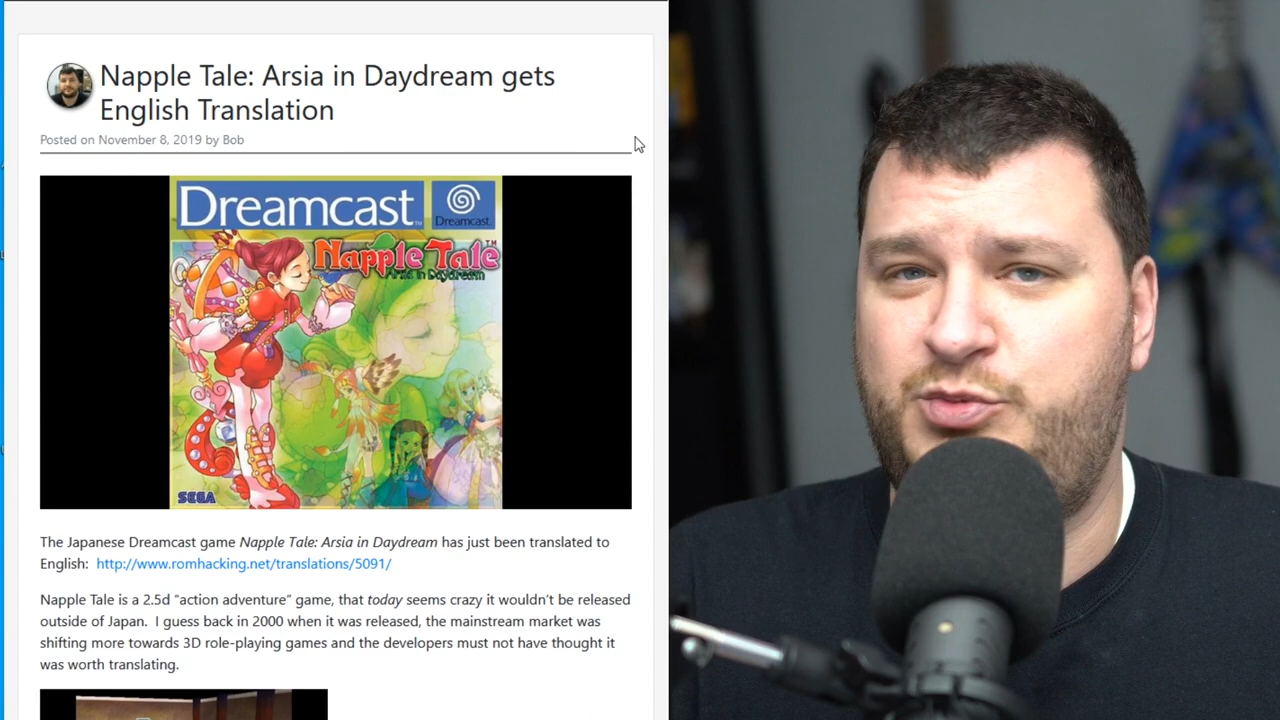 Napple Tale: Arsia in Daydream gets
English Translation
Posted on November 8, 2019 by Bob
Dreamcast™
Dreamcast
Napple Tale™
Arsia in Daydream
SEGA
The Japanese Dreamcast game Napple Tale: Arsia in Daydream has just been translated to
English: http://www.romhacking.net/translations/5091/
Napple Tale is a 2.5d “action adventure” game, that today seems crazy it wouldn’t be released
outside of Japan. I guess back in 2000 when it was released, the mainstream market was
shifting more towards 3D role-playing games and the developers must not have thought it
was worth translating.